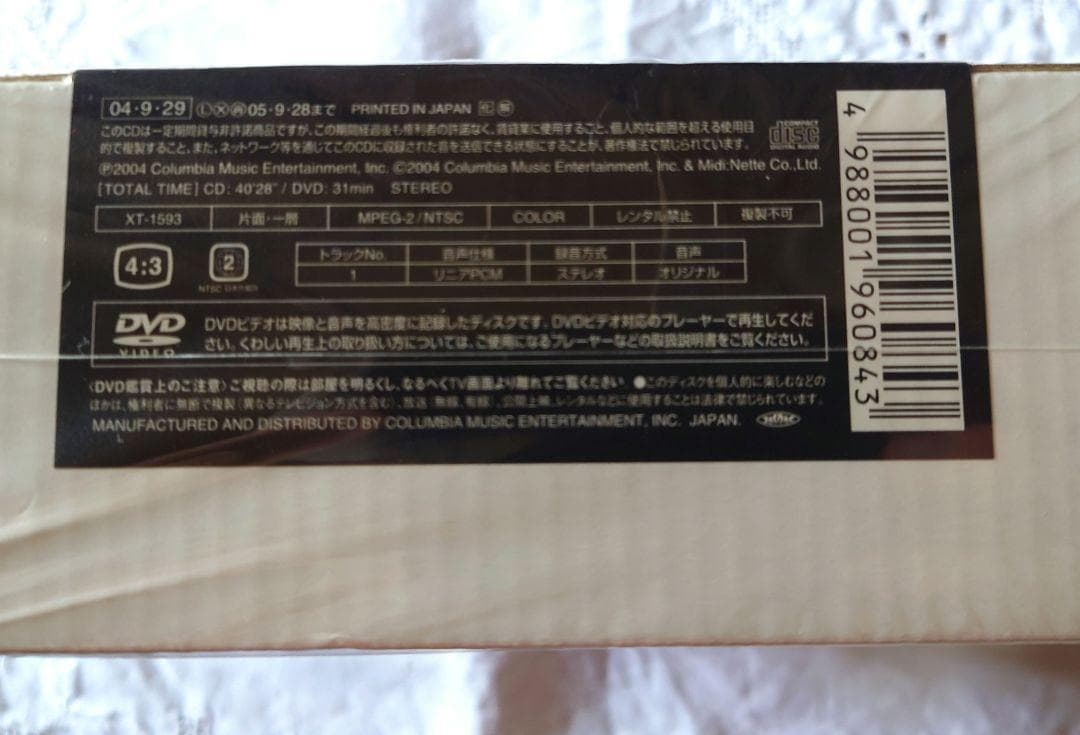 04・9・29 Ⓛ Ⓧ 05・9・28まで PRINTED IN JAPAN
このCDは一定期間貸与非許諾商品ですが、この期間経過後も権利者の許諾なく、賃貸業に使用すること、個人的な範囲を超える使用目
的で複製すること、また、ネットワーク等を通じてこのCDに収録された音を送信できる状態にすることが、著作権法で禁じられています。
COMPACT disc DIGITAL AUDIO
Ⓟ2004 Columbia Music Entertainment, Inc. ©2004 Columbia Music Entertainment, Inc. & Midi:Nette Co.,Ltd.
[TOTAL TIME] CD: 40'28" / DVD: 31min STEREO
XT-1593 片面・一層 MPEG-2 / NTSC COLOR レンタル禁止 複製不可
4:3 2 NTSC 日本市場向
トラックNo. 音声仕様 録音方式 音声
1 リニアPCM ステレオ オリジナル
DVD VIDEO
DVDビデオは映像と音声を高密度に記録したディスクです。DVDビデオ対応のプレーヤーで再生してくだ
さい。くわしい再生上の取り扱い方については、ご使用になるプレーヤーなどの取扱説明書をご覧ください。
〈DVD鑑賞上のご注意〉ご視聴の際は部屋を明るくし、なるべくTV画面より離れてご覧ください ●このディスクを個人的に楽しむなどの
ほかは、権利者に無断で複製(異なるテレビジョン方式を含む)、放送(無線、有線)、公開上映、レンタルなどに使用することは法律で禁じられています。
MANUFACTURED AND DISTRIBUTED BY COLUMBIA MUSIC ENTERTAINMENT, INC. JAPAN.
4 988001 960843